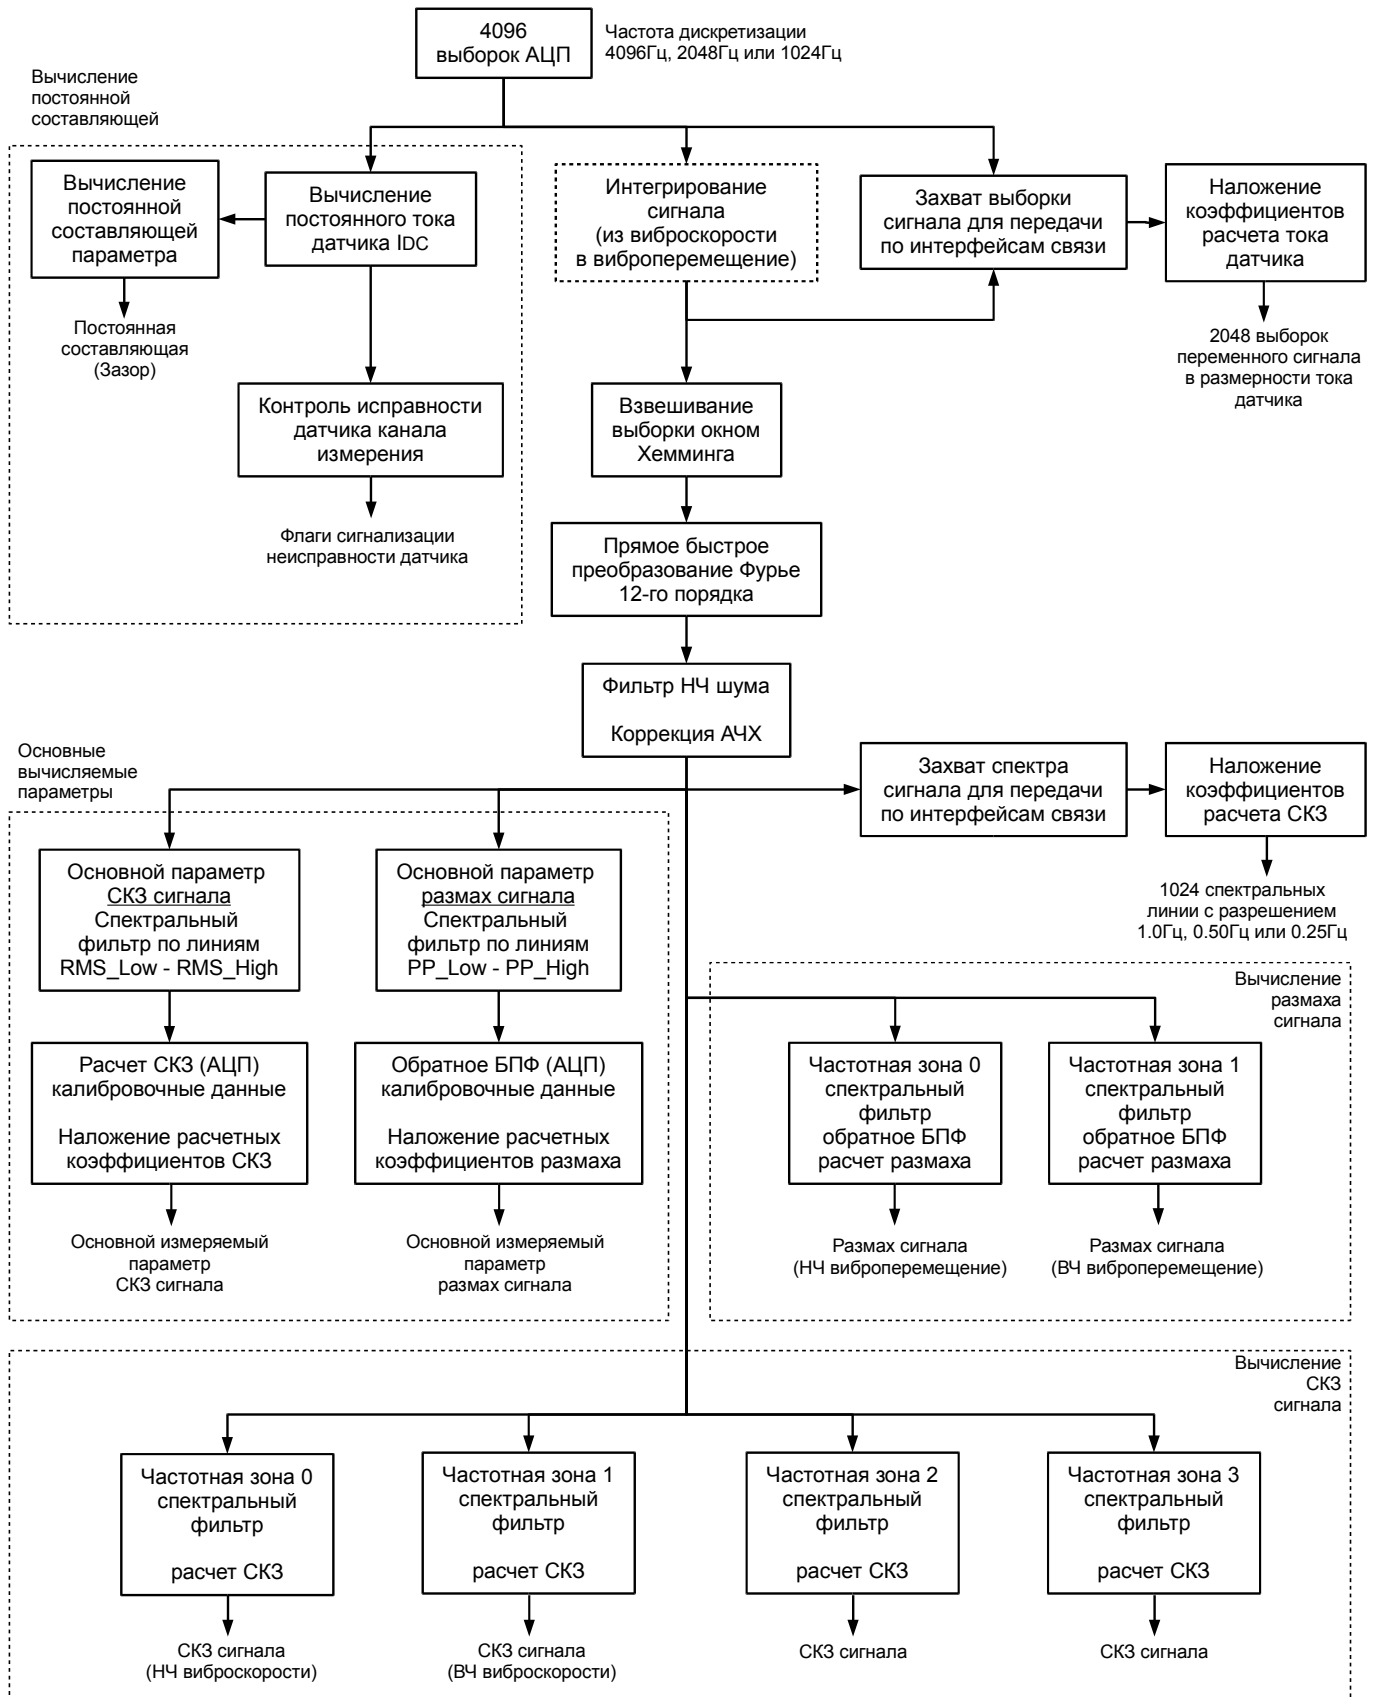 4096
выборок АЦП
Частота дискретизации
4096Гц, 2048Гц или 1024Гц
Вычисление
постоянной
составляющей
Вычисление
постоянной
составляющей
параметра
Вычисление
постоянного тока
датчика IDC
Интегрирование
сигнала
(из виброскорости
в виброперемещение)
Захват выборки
сигнала для передачи
по интерфейсам связи
Наложение
коэффициентов
расчета тока
датчика
Постоянная
составляющая
(Зазор)
2048 выборок
переменного сигнала
в размерности тока
датчика
Контроль исправности
датчика канала
измерения
Взвешивание
выборки окном
Хемминга
Флаги сигнализации
неисправности датчика
Прямое быстрое
преобразование Фурье
12-го порядка
Фильтр НЧ шума
Коррекция АЧХ
Основные
вычисляемые
параметры
Захват спектра
сигнала для передачи
по интерфейсам связи
Наложение
коэффициентов
расчета СКЗ
1024 спектральных
линии с разрешением
1.0Гц, 0.50Гц или 0.25Гц
Основной параметр
СКЗ сигнала
Спектральный
фильтр по линиям
RMS_Low - RMS_High
Основной параметр
размах сигнала
Спектральный
фильтр по линиям
PP_Low - PP_High
Вычисление
размаха
сигнала
Расчет СКЗ (АЦП)
калибровочные данные
Наложение расчетных
коэффициентов СКЗ
Обратное БПФ (АЦП)
калибровочные данные
Наложение расчетных
коэффициентов размаха
Частотная зона 0
спектральный
фильтр
обратное БПФ
расчет размаха
Частотная зона 1
спектральный
фильтр
обратное БПФ
расчет размаха
Основной измеряемый
параметр
СКЗ сигнала
Основной измеряемый
параметр
размах сигнала
Размах сигнала
(НЧ виброперемещение)
Размах сигнала
(ВЧ виброперемещение)
Вычисление
СКЗ
сигнала
Частотная зона 0
спектральный
фильтр
расчет СКЗ
Частотная зона 1
спектральный
фильтр
расчет СКЗ
Частотная зона 2
спектральный
фильтр
расчет СКЗ
Частотная зона 3
спектральный
фильтр
расчет СКЗ
СКЗ сигнала
(НЧ виброскорости)
СКЗ сигнала
(ВЧ виброскорости)
СКЗ сигнала
СКЗ сигнала